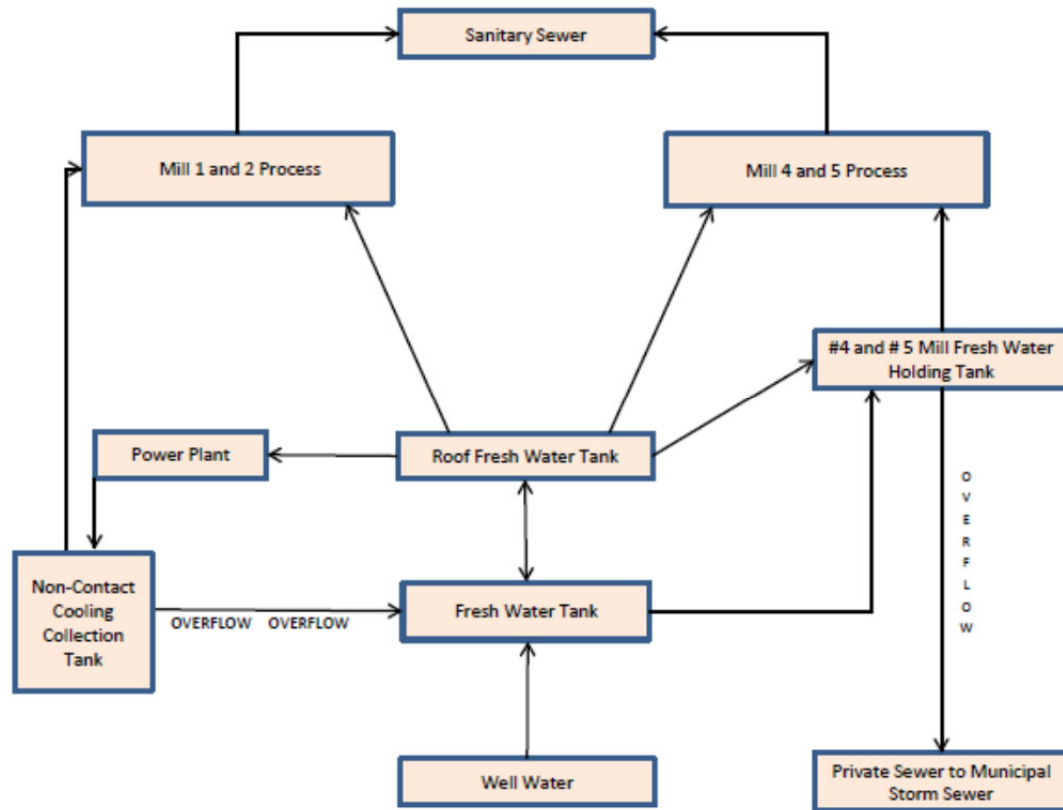 Sanitary Sewer
Mill 1 and 2 Process
Mill 4 and 5 Process
#4 and # 5 Mill Fresh Water
Holding Tank
Power Plant
Roof Fresh Water Tank
OVERFLOW
Non-Contact
Cooling
Collection
Tank
OVERFLOW OVERFLOW
Fresh Water Tank
Well Water
Private Sewer to Municipal
Storm Sewer